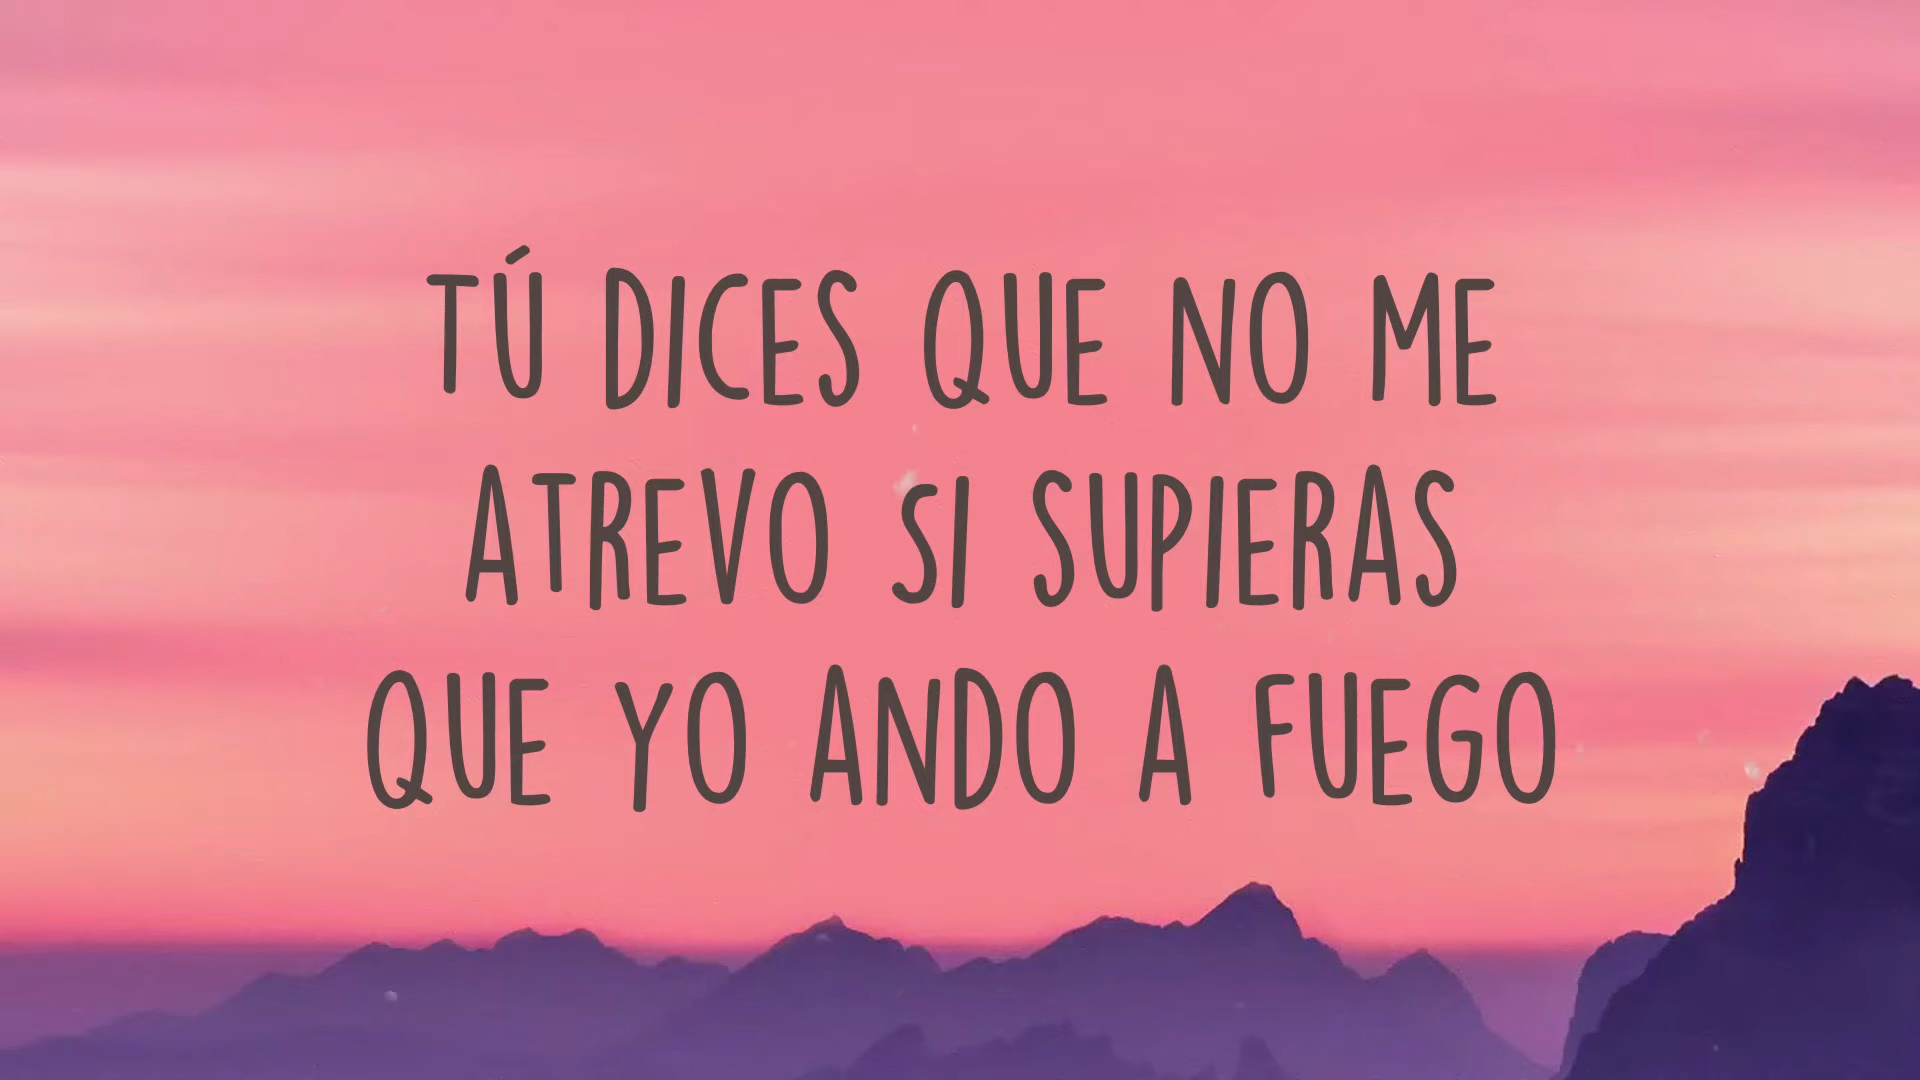 TÚ DICES QUE NO ME
ATREVO SI SUPIERAS
QUE YO ANDO A FUEGO